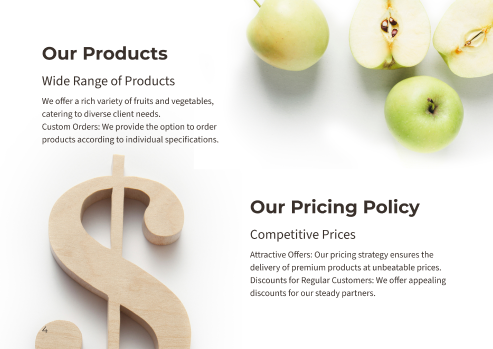 Our Products
Wide Range of Products
We offer a rich variety of fruits and vegetables,
catering to diverse client needs.
Custom Orders: We provide the option to order
products according to individual specifications.
Our Pricing Policy
Competitive Prices
Attractive Offers: Our pricing strategy ensures the
delivery of premium products at unbeatable prices.
Discounts for Regular Customers: We offer appealing
discounts for our steady partners.
4